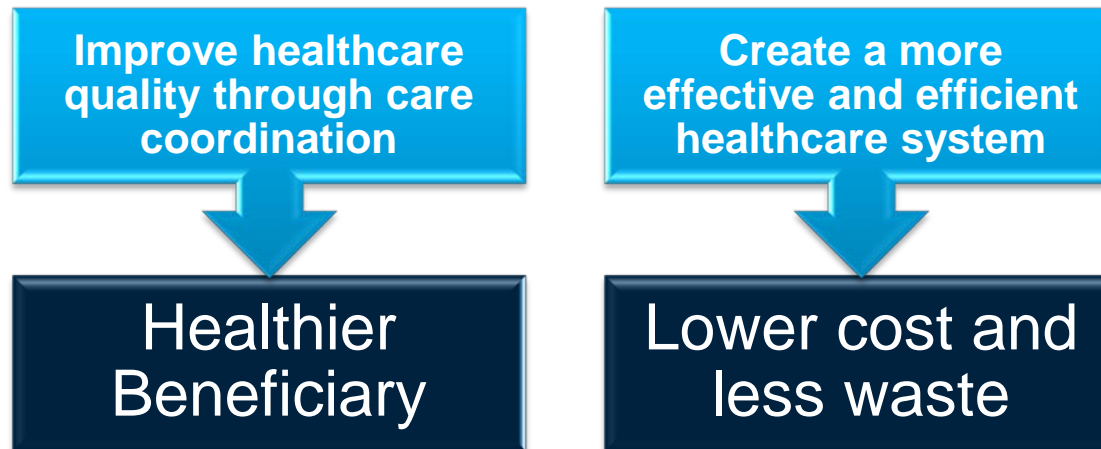 Improve healthcare
quality through care
coordination
Healthier
Beneficiary
Create a more
effective and efficient
healthcare system
Lower cost and
less waste